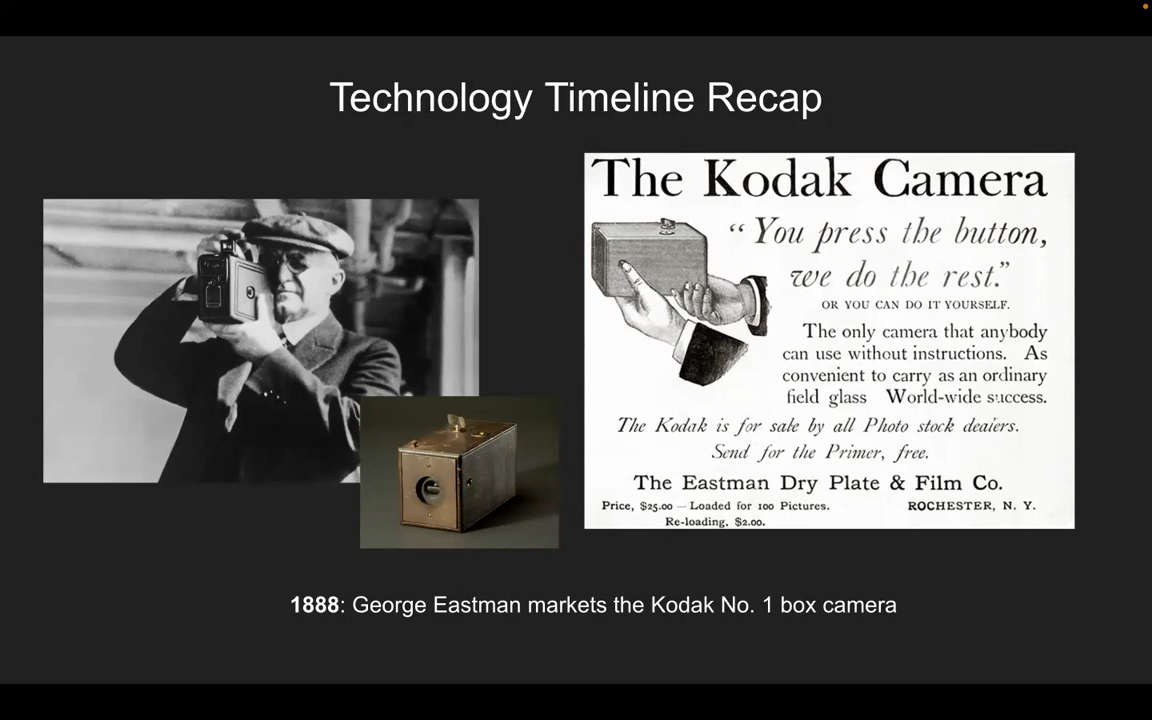 Technology Timeline Recap
The Kodak Camera
“You press the button,
we do the rest.”
OR YOU CAN DO IT YOURSELF.
The only camera that anybody
can use without instructions. As
convenient to carry as an ordinary
field glass World-wide success.
The Kodak is for sale by all Photo stock dealers.
Send for the Primer, free.
The Eastman Dry Plate & Film Co.
Price, $25.00 — Loaded for 100 Pictures. ROCHESTER, N. Y.
Re-loading, $2.00.
1888: George Eastman markets the Kodak No. 1 box camera